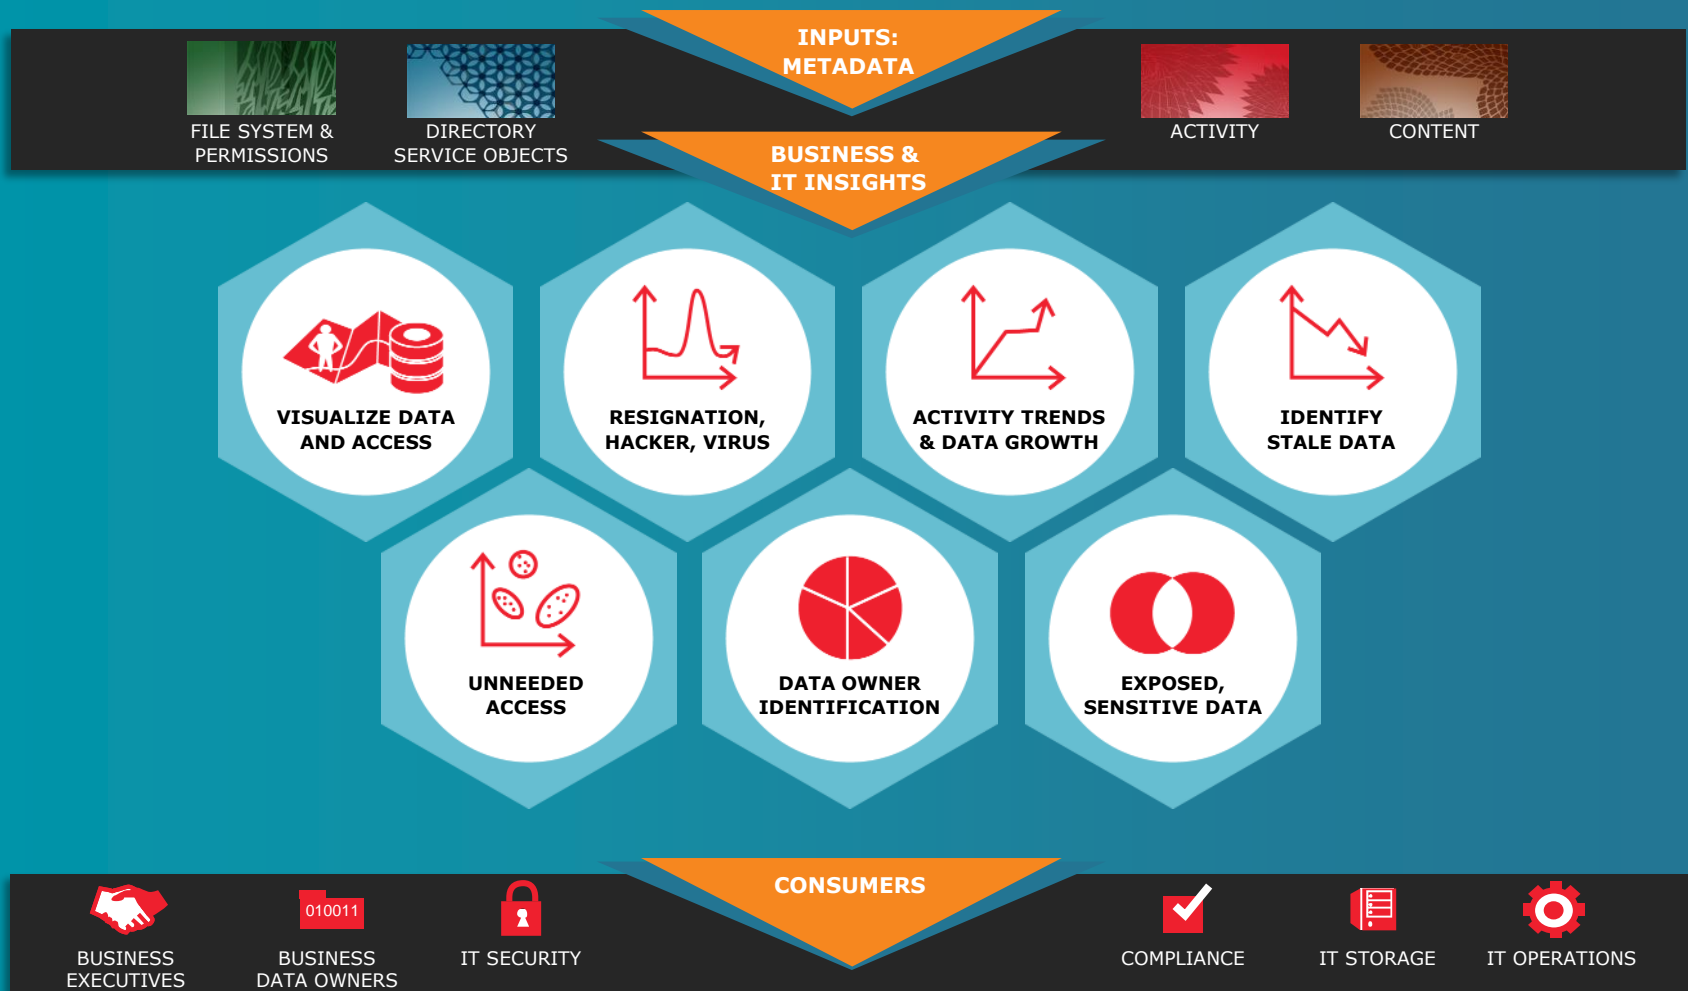 INPUTS:
METADATA
FILE SYSTEM &
PERMISSIONS
DIRECTORY
SERVICE OBJECTS
ACTIVITY
CONTENT
BUSINESS &
IT INSIGHTS
VISUALIZE DATA
AND ACCESS
RESIGNATION,
HACKER, VIRUS
ACTIVITY TRENDS
& DATA GROWTH
IDENTIFY
STALE DATA
UNNEEDED
ACCESS
DATA OWNER
IDENTIFICATION
EXPOSED,
SENSITIVE DATA
CONSUMERS
BUSINESS
EXECUTIVES
010011
BUSINESS
DATA OWNERS
IT SECURITY
COMPLIANCE
IT STORAGE
IT OPERATIONS